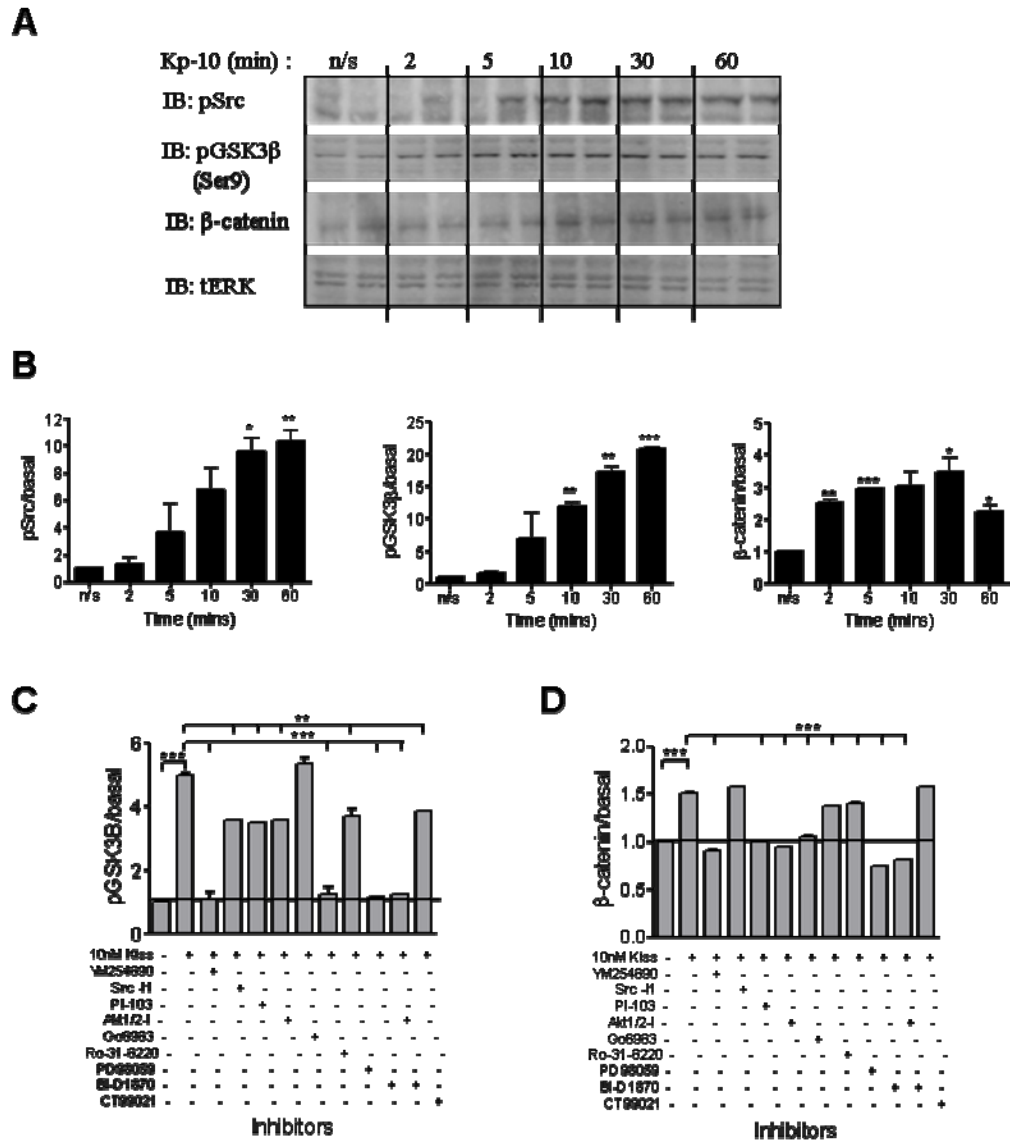 A
Kp-10 (min) : n/s 2 5 10 30 60
IB: pSrc
IB: pGSK3β
(Ser9)
IB: β-catenin
IB: tERK
B
pSrc/basal
12
10
8
6
4
2
0
* **
n/s 2 5 10 30 60
Time (mins)
pGSK3β/basal
25
20
15
10
5
0
** ** ***
n/s 2 5 10 30 60
Time (mins)
β-catenin/basal
5
4
3
2
1
0
** *** * *
n/s 2 5 10 30 60
Time (mins)
C
pGSK3B/basal
6
4
2
0
***
**
***
10nM Kiss - + + + + + + + + + +
YM254890 - - + - - - - - - - -
Src -I1 - - - + - - - - - - -
PI-103 - - - - + - - - - - -
Akt1/2-I - - - - - + - - - + -
Go6983 - - - - - - + - - - -
Ro-31-8220 - - - - - - - + - - -
PD98059 - - - - - - - - + - - -
BI-D1870 - - - - - - - - - + + -
CT99021 - - - - - - - - - - - +
Inhibitors
D
β-catenin/basal
2.0
1.5
1.0
0.5
0.0
***
***
10nM Kiss - + + + + + + + + + +
YM254890 - - + - - - - - - - -
Src -I1 - - - + - - - - - - -
PI-103 - - - - + - - - - - -
Akt1/2-I - - - - - + - - - + -
Go6983 - - - - - - + - - - -
Ro-31-8220 - - - - - - - + - - -
PD98059 - - - - - - - - + - - -
BI-D1870 - - - - - - - - - + + -
CT99021 - - - - - - - - - - - +
Inhibitors